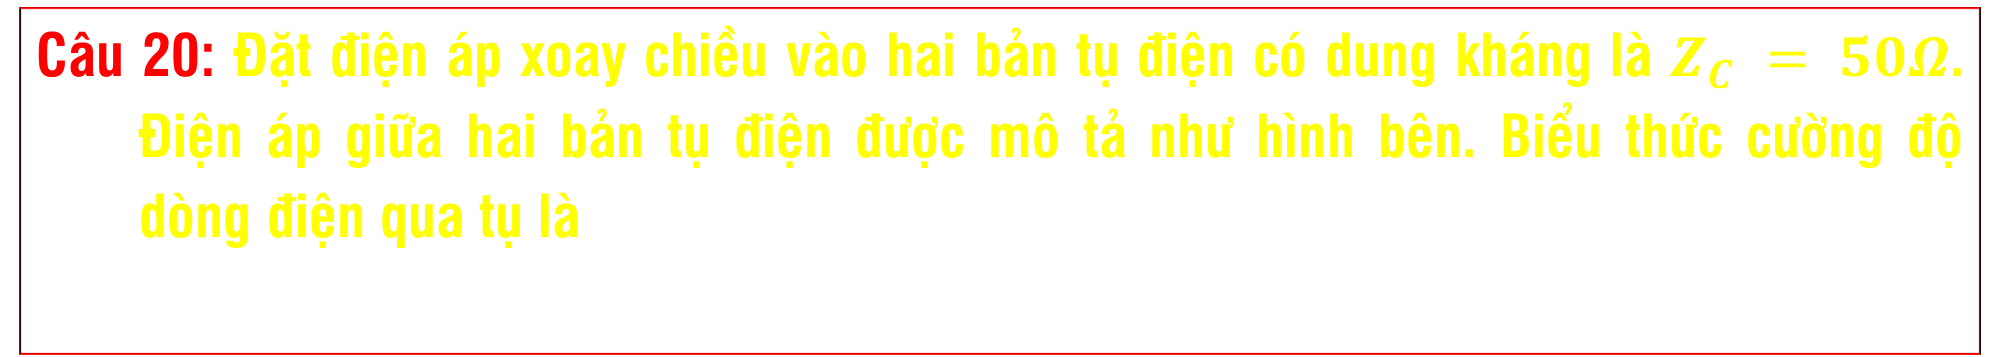 Câu 20: Đặt điện áp xoay chiều vào hai bản tụ điện có dung kháng là Z_C = 50Ω.
Điện áp giữa hai bản tụ điện được mô tả như hình bên. Biểu thức cường độ
dòng điện qua tụ là